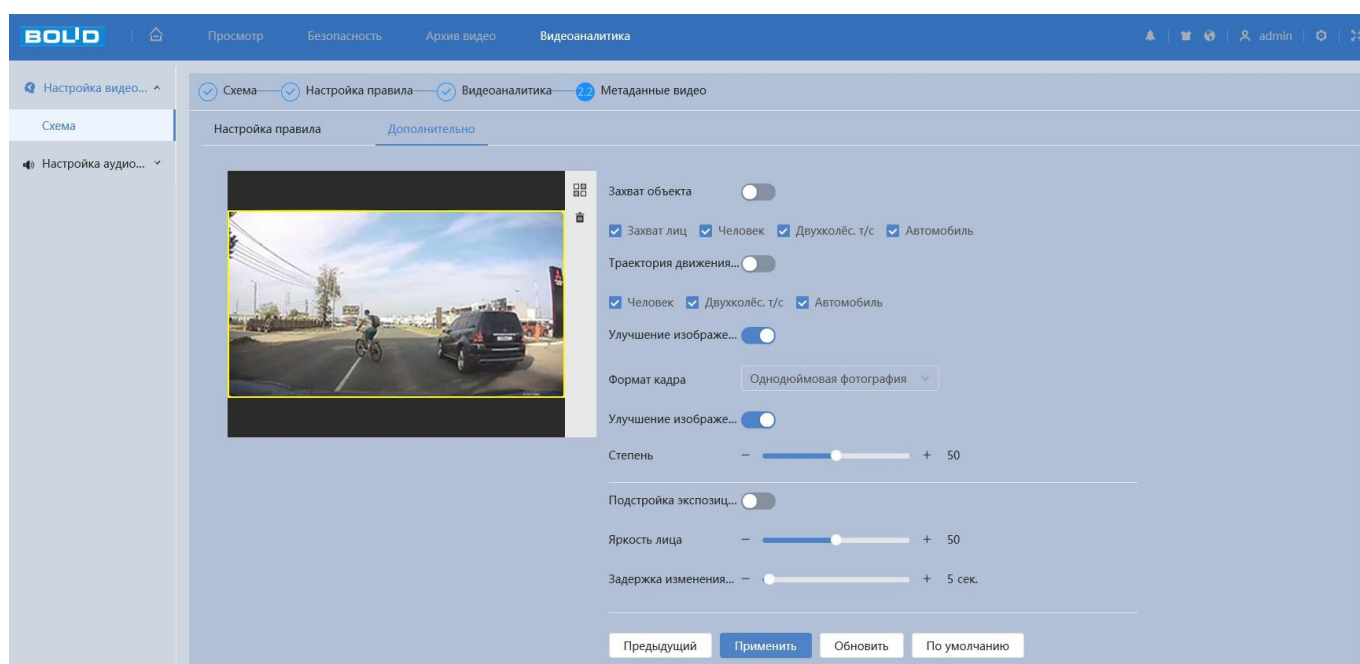 BOLID Просмотр Безопасность Архив видео Видеоаналитика admin
Настройка видео...
Схема
Настройка аудио...
Схема Настройка правила Видеоаналитика 2.2 Метаданные видео
Настройка правила Дополнительно
Захват объекта
Захват лиц Человек Двухколёс. т/с Автомобиль
Траектория движения...
Человек Двухколёс. т/с Автомобиль
Улучшение изображе...
Формат кадра Однодюймовая фотография
Улучшение изображе...
Степень − + 50
Подстройка экспозиц...
Яркость лица − + 50
Задержка изменения... − + 5 сек.
Предыдущий Применить Обновить По умолчанию